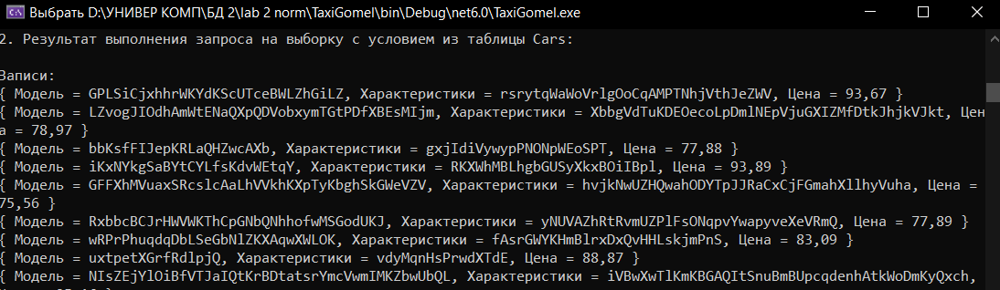 Выбрать D:\УНИВЕР КОМП\БД 2\lab 2 norm\TaxiGomel\bin\Debug\net6.0\TaxiGomel.exe
2. Результат выполнения запроса на выборку с условием из таблицы Cars:
Записи:
{ Модель = GPLSiCjxhhrWKYdKScUTceBWLZhGiLZ, Характеристики = rsrytqWaWoVrlgOoCqAMPTNhjVthJeZWV, Цена = 93,67 }
{ Модель = LZvogJIOdhAmWtENaQXpQDVobxymTGtPDfXBEsMIjm, Характеристики = XbbgVdTuKDEOecoLpDmlNEpVjuGXIZMfDtkJhjkVJkt, Цен
а = 78,97 }
{ Модель = bbKsfFIJepKRLaQHZwcAXb, Характеристики = gxjIdiVywypPNONpWEoSPT, Цена = 77,88 }
{ Модель = iKxNYkgSaBYtCYLfsKdvWEtqY, Характеристики = RKXWhMBLhgbGUSyXkxBOiIBpl, Цена = 93,89 }
{ Модель = GFFXhMVuaxSRcslcAaLhVVkhKXpTyKbghSkGWeVZV, Характеристики = hvjkNwUZHQwahODYTpJJRaCxCjFGmahXllhyVuha, Цена =
75,56 }
{ Модель = RxbbcBCJrHWVWKThCpGNbQNhhofwMSGodUKJ, Характеристики = yNUVAZhRtRvmUZPlFsONqpvYwapyveXeVRmQ, Цена = 77,89 }
{ Модель = wRPrPhuqdqDbLSeGbNlZKXAqwXWLOK, Характеристики = fAsrGWYKHmBlrxDxQvHHLskjmPnS, Цена = 83,09 }
{ Модель = uxtpetXGrfRdlpjQ, Характеристики = vdyMqnHsPrwdXTdE, Цена = 88,87 }
{ Модель = NISZEjYlOiBfVTJaIQtKrBDtatsrYmcVwmIMKZbwUbQL, Характеристики = iVBwXwTlKmKBGAQItSnuBmBUpcqdenhAtkWoDmKyQxch,